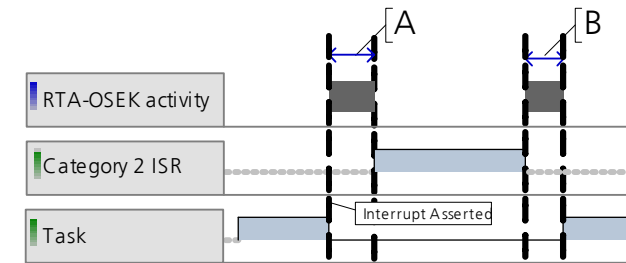 A
B
RTA-OSEK activity
Category 2 ISR
Interrupt Asserted
Task